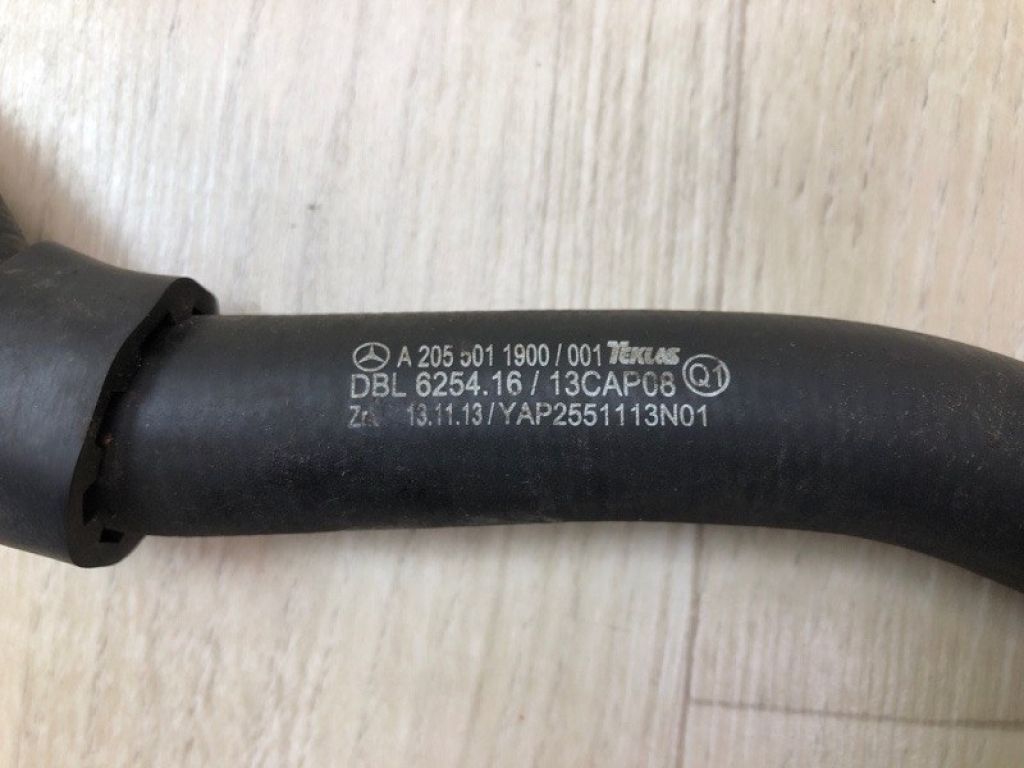 A 205 501 1900 / 001 TEKLAS
DBL 6254.16 / 13CAP08 Q1
13.11.13 / YAP2551113N01